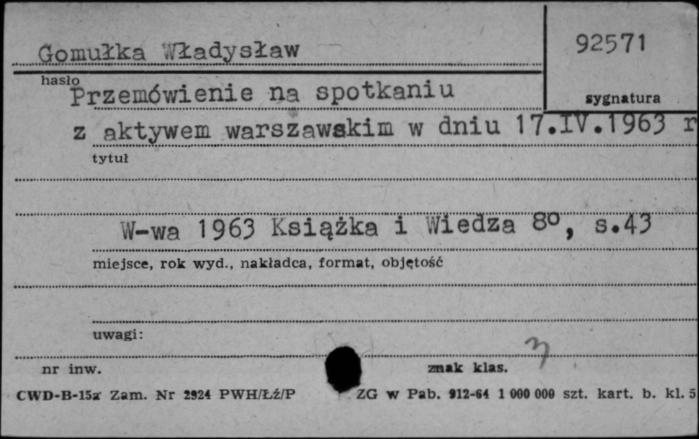 Gomułka Władysław
92571
hasło
Przemówienie na spotkaniu
sygnatura
z aktywem warszawskim w dniu 17.IV.1963 r
tytuł
W-wa 1963 Książka i Wiedza 8º, s.43
miejsce, rok wyd., nakładca, format, objętość
uwagi:
nr inw.
znak klas.
CWD-B-15a Zam. Nr 2924 PWH/Łź/P ZG w Pab. 912-64 1 000 000 szt. kart. b. kl. 5